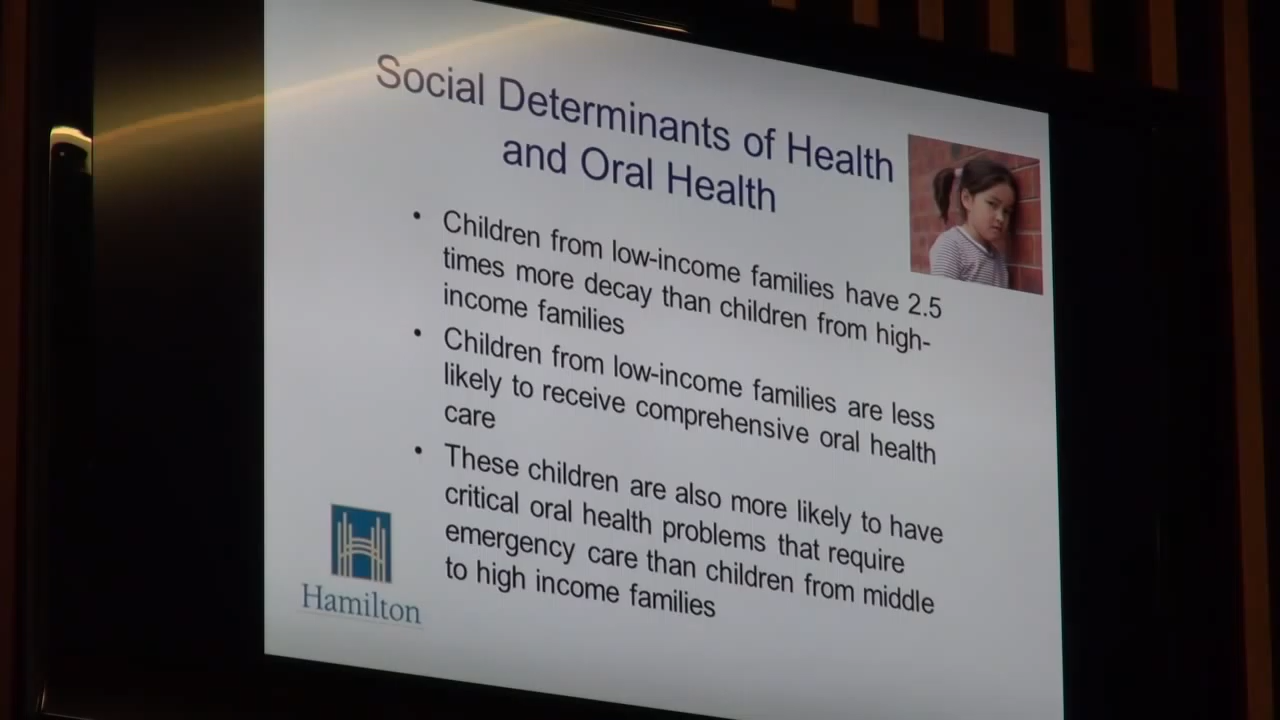 Social Determinants of Health
and Oral Health
• Children from low-income families have 2.5
times more decay than children from high-
income families
• Children from low-income families are less
likely to receive comprehensive oral health
care
• These children are also more likely to have
critical oral health problems that require
emergency care than children from middle
to high income families
Hamilton